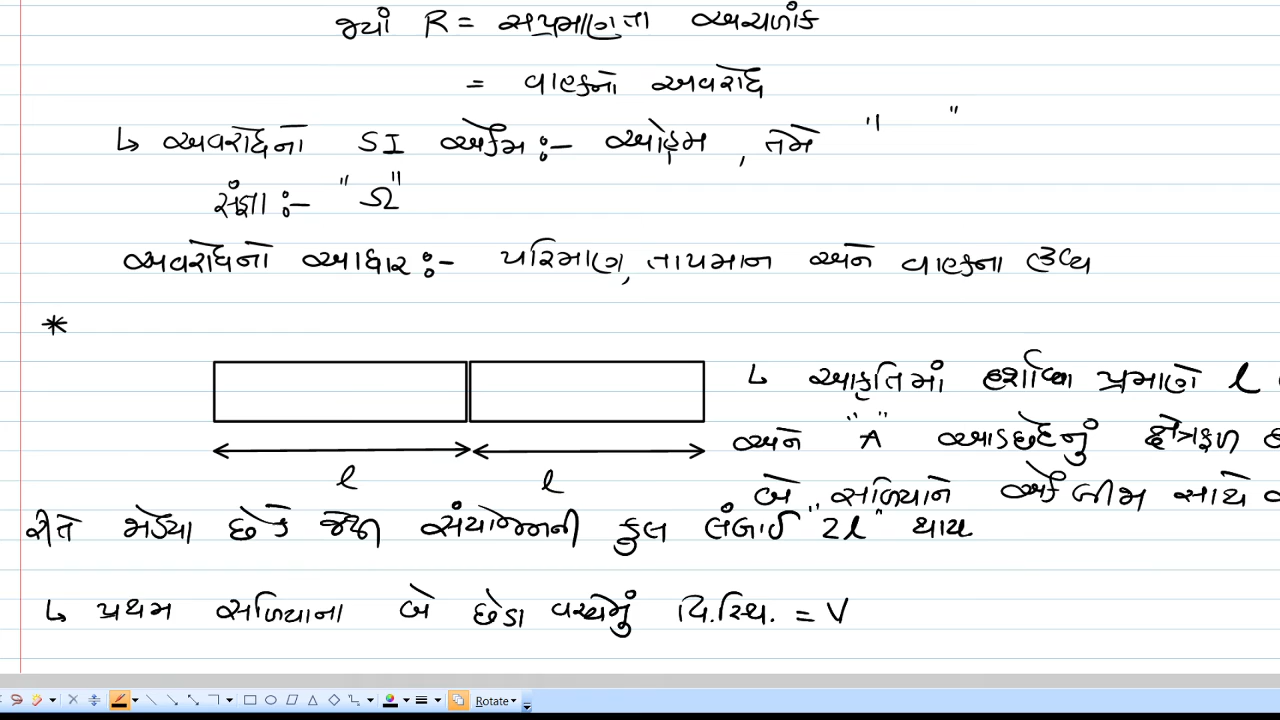 જ્યાં R = સપ્રમાણતા અચળાંક
= વાહકનો અવરોધ
↳ અવરોધના SI એકમ :- ઓહ્મ , તેમ " "
સંજ્ઞા :- "Ω"
અવરોધનો આધાર :- પરિમાણ, તાપમાન અને વાહકના દ્રવ્ય
*
↳ આકૃતિમાં દર્શાવ્યા પ્રમાણે l
અને "A" આડછેદનું ક્ષેત્રફળ
બે સળિયાને એક બીજા સાથે
l l
રીતે મૂક્યા છે કે જેથી સંયોજનની કુલ લંબાઈ "2l" થાય
↳ પ્રથમ સળિયાના બે છેડા વચ્ચેનું વિ.સ્થિ. = V
Rotate